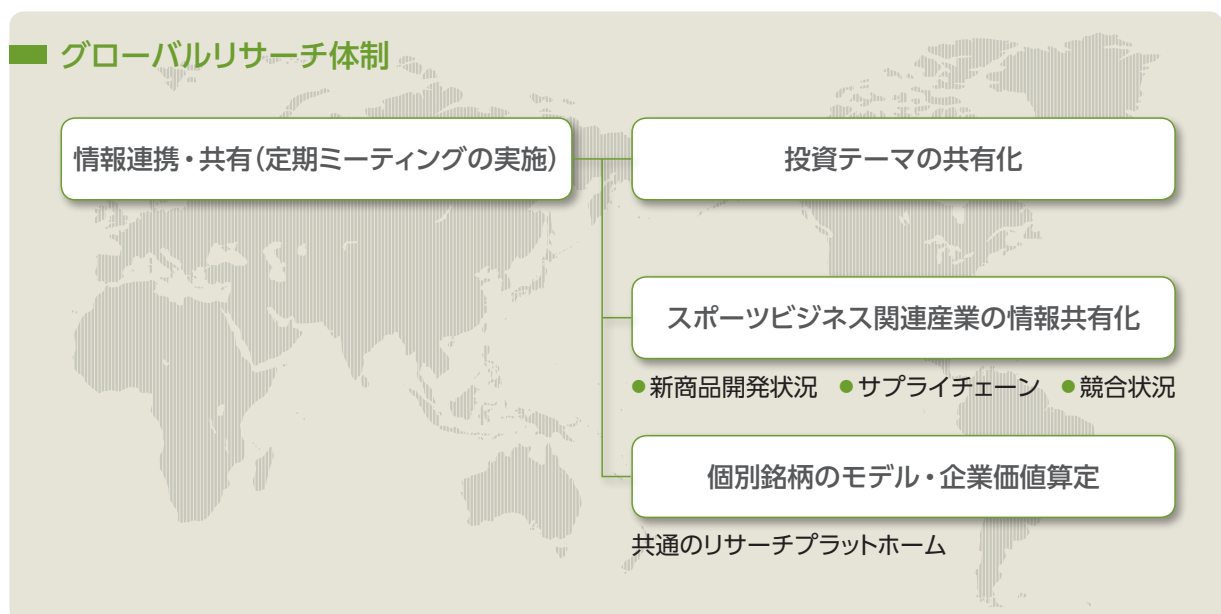 グローバルリサーチ体制
情報連携・共有(定期ミーティングの実施)
投資テーマの共有化
スポーツビジネス関連産業の情報共有化
●新商品開発状況 ●サプライチェーン ●競合状況
個別銘柄のモデル・企業価値算定
共通のリサーチプラットホーム